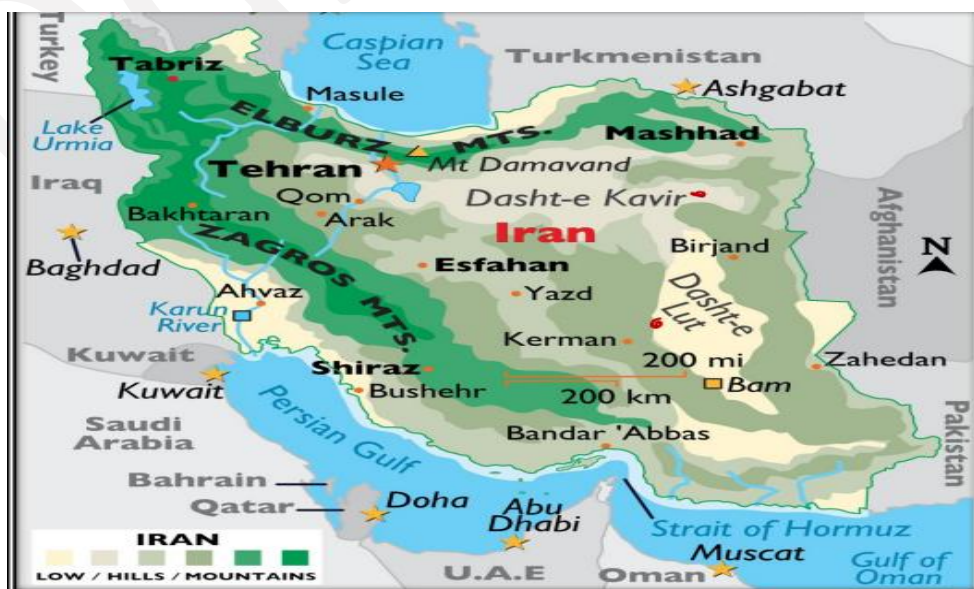 Turkey
Caspian
Sea
Turkmenistan
Tabriz
Ashgabat
Masule
Lake
Urmia
ELBURZ MTS.
Mashhad
Tehran
Mt Damavand
Iraq
Qom
Dasht-e Kavir
Bakhtaran
Arak
Iran
Afghanistan
N
ZAGROS MTS.
Birjand
Baghdad
Esfahan
Dasht-e
Lut
Ahvaz
Yazd
Karun
River
Kerman
Kuwait
200 mi
Zahedan
Shiraz
Kuwait
Bushehr
200 km
Bam
Saudi
Arabia
Persian Gulf
Bandar 'Abbas
Pakistan
Bahrain
Qatar
Doha
Abu
Dhabi
Strait of Hormuz
IRAN
Muscat
Gulf of
Oman
LOW / HILLS / MOUNTAINS
U.A.E
Oman